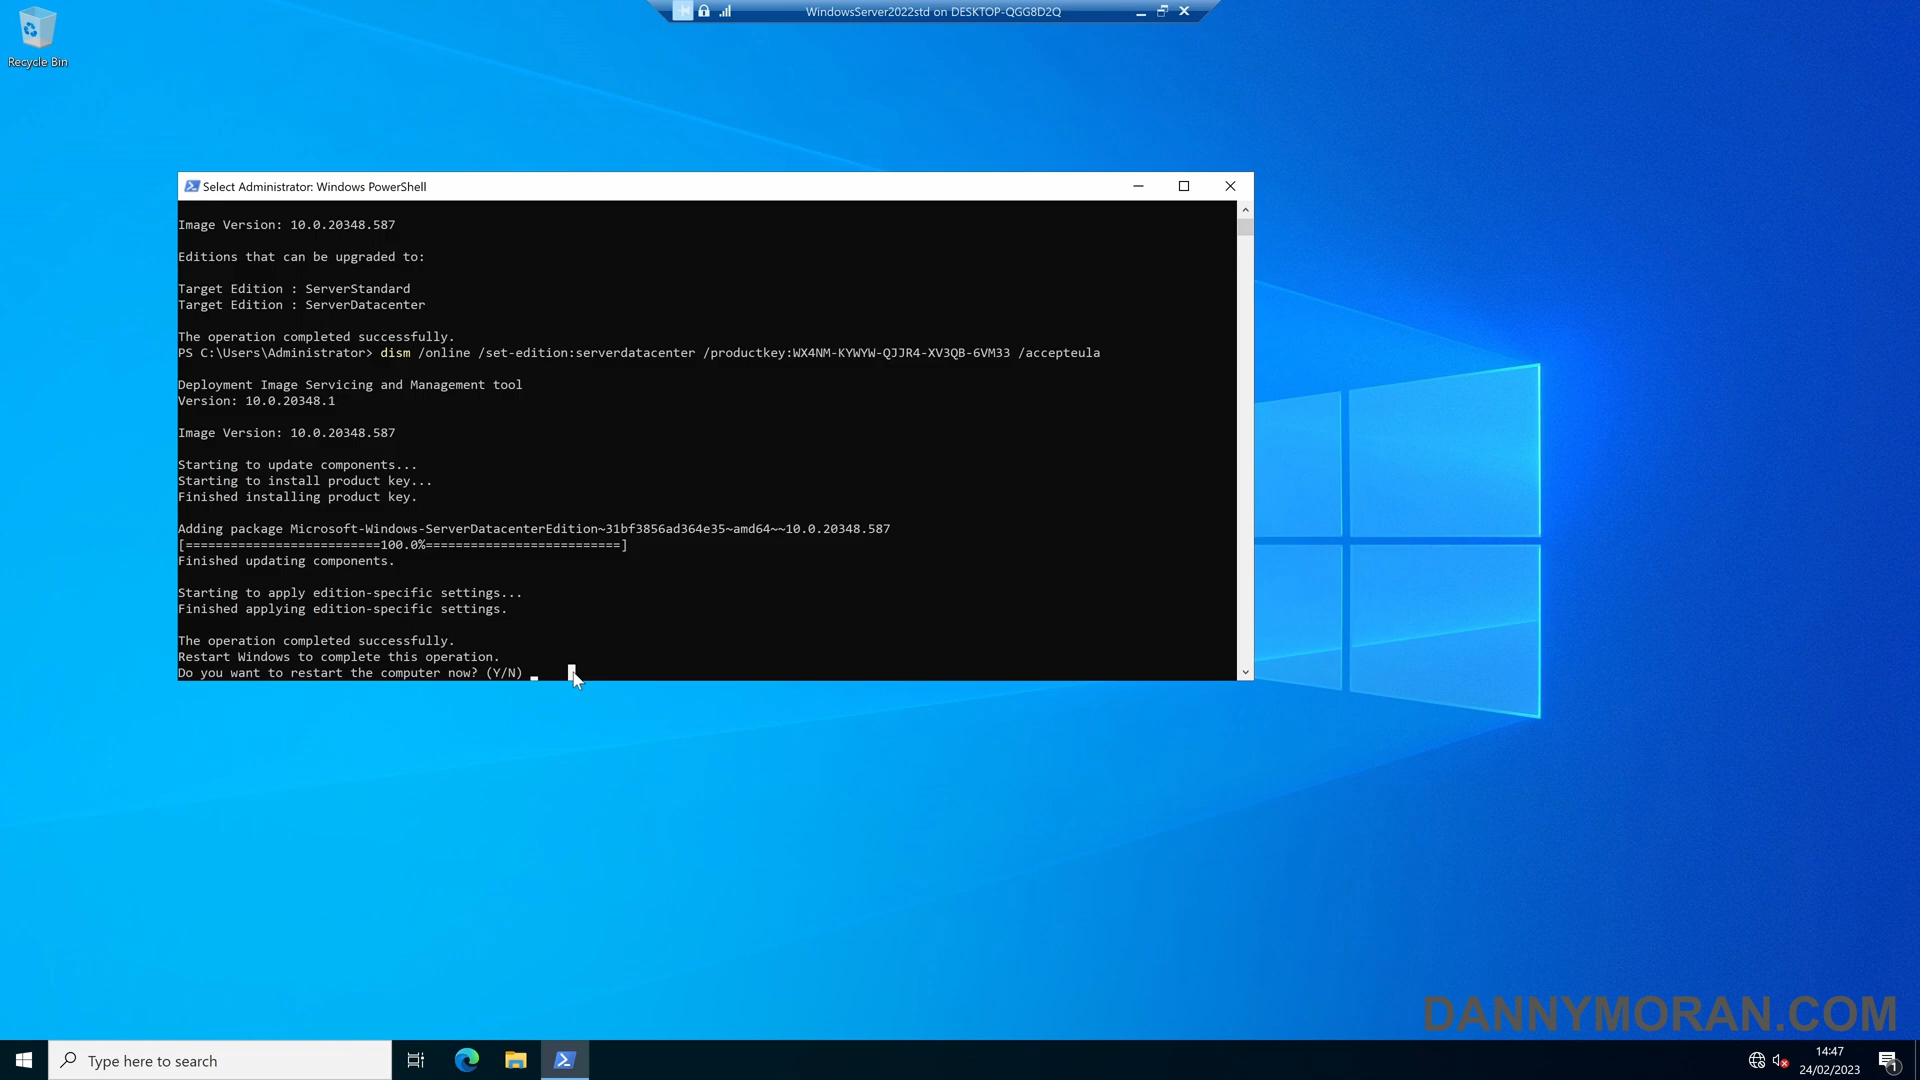 WindowsServer2022std on DESKTOP-QGG8D2Q
Recycle Bin
Select Administrator: Windows PowerShell
Image Version: 10.0.20348.587
Editions that can be upgraded to:
Target Edition : ServerStandard
Target Edition : ServerDatacenter
The operation completed successfully.
PS C:\Users\Administrator> dism /online /set-edition:serverdatacenter /productkey:WX4NM-KYWYW-QJJR4-XV3QB-6VM33 /accepteula
Deployment Image Servicing and Management tool
Version: 10.0.20348.1
Image Version: 10.0.20348.587
Starting to update components...
Starting to install product key...
Finished installing product key.
Adding package Microsoft-Windows-ServerDatacenterEdition~31bf3856ad364e35~amd64~~10.0.20348.587
[==========================100.0%==========================]
Finished updating components.
Starting to apply edition-specific settings...
Finished applying edition-specific settings.
The operation completed successfully.
Restart Windows to complete this operation.
Do you want to restart the computer now? (Y/N)
DANNYMORAN.COM
Type here to search
14:47
24/02/2023
1